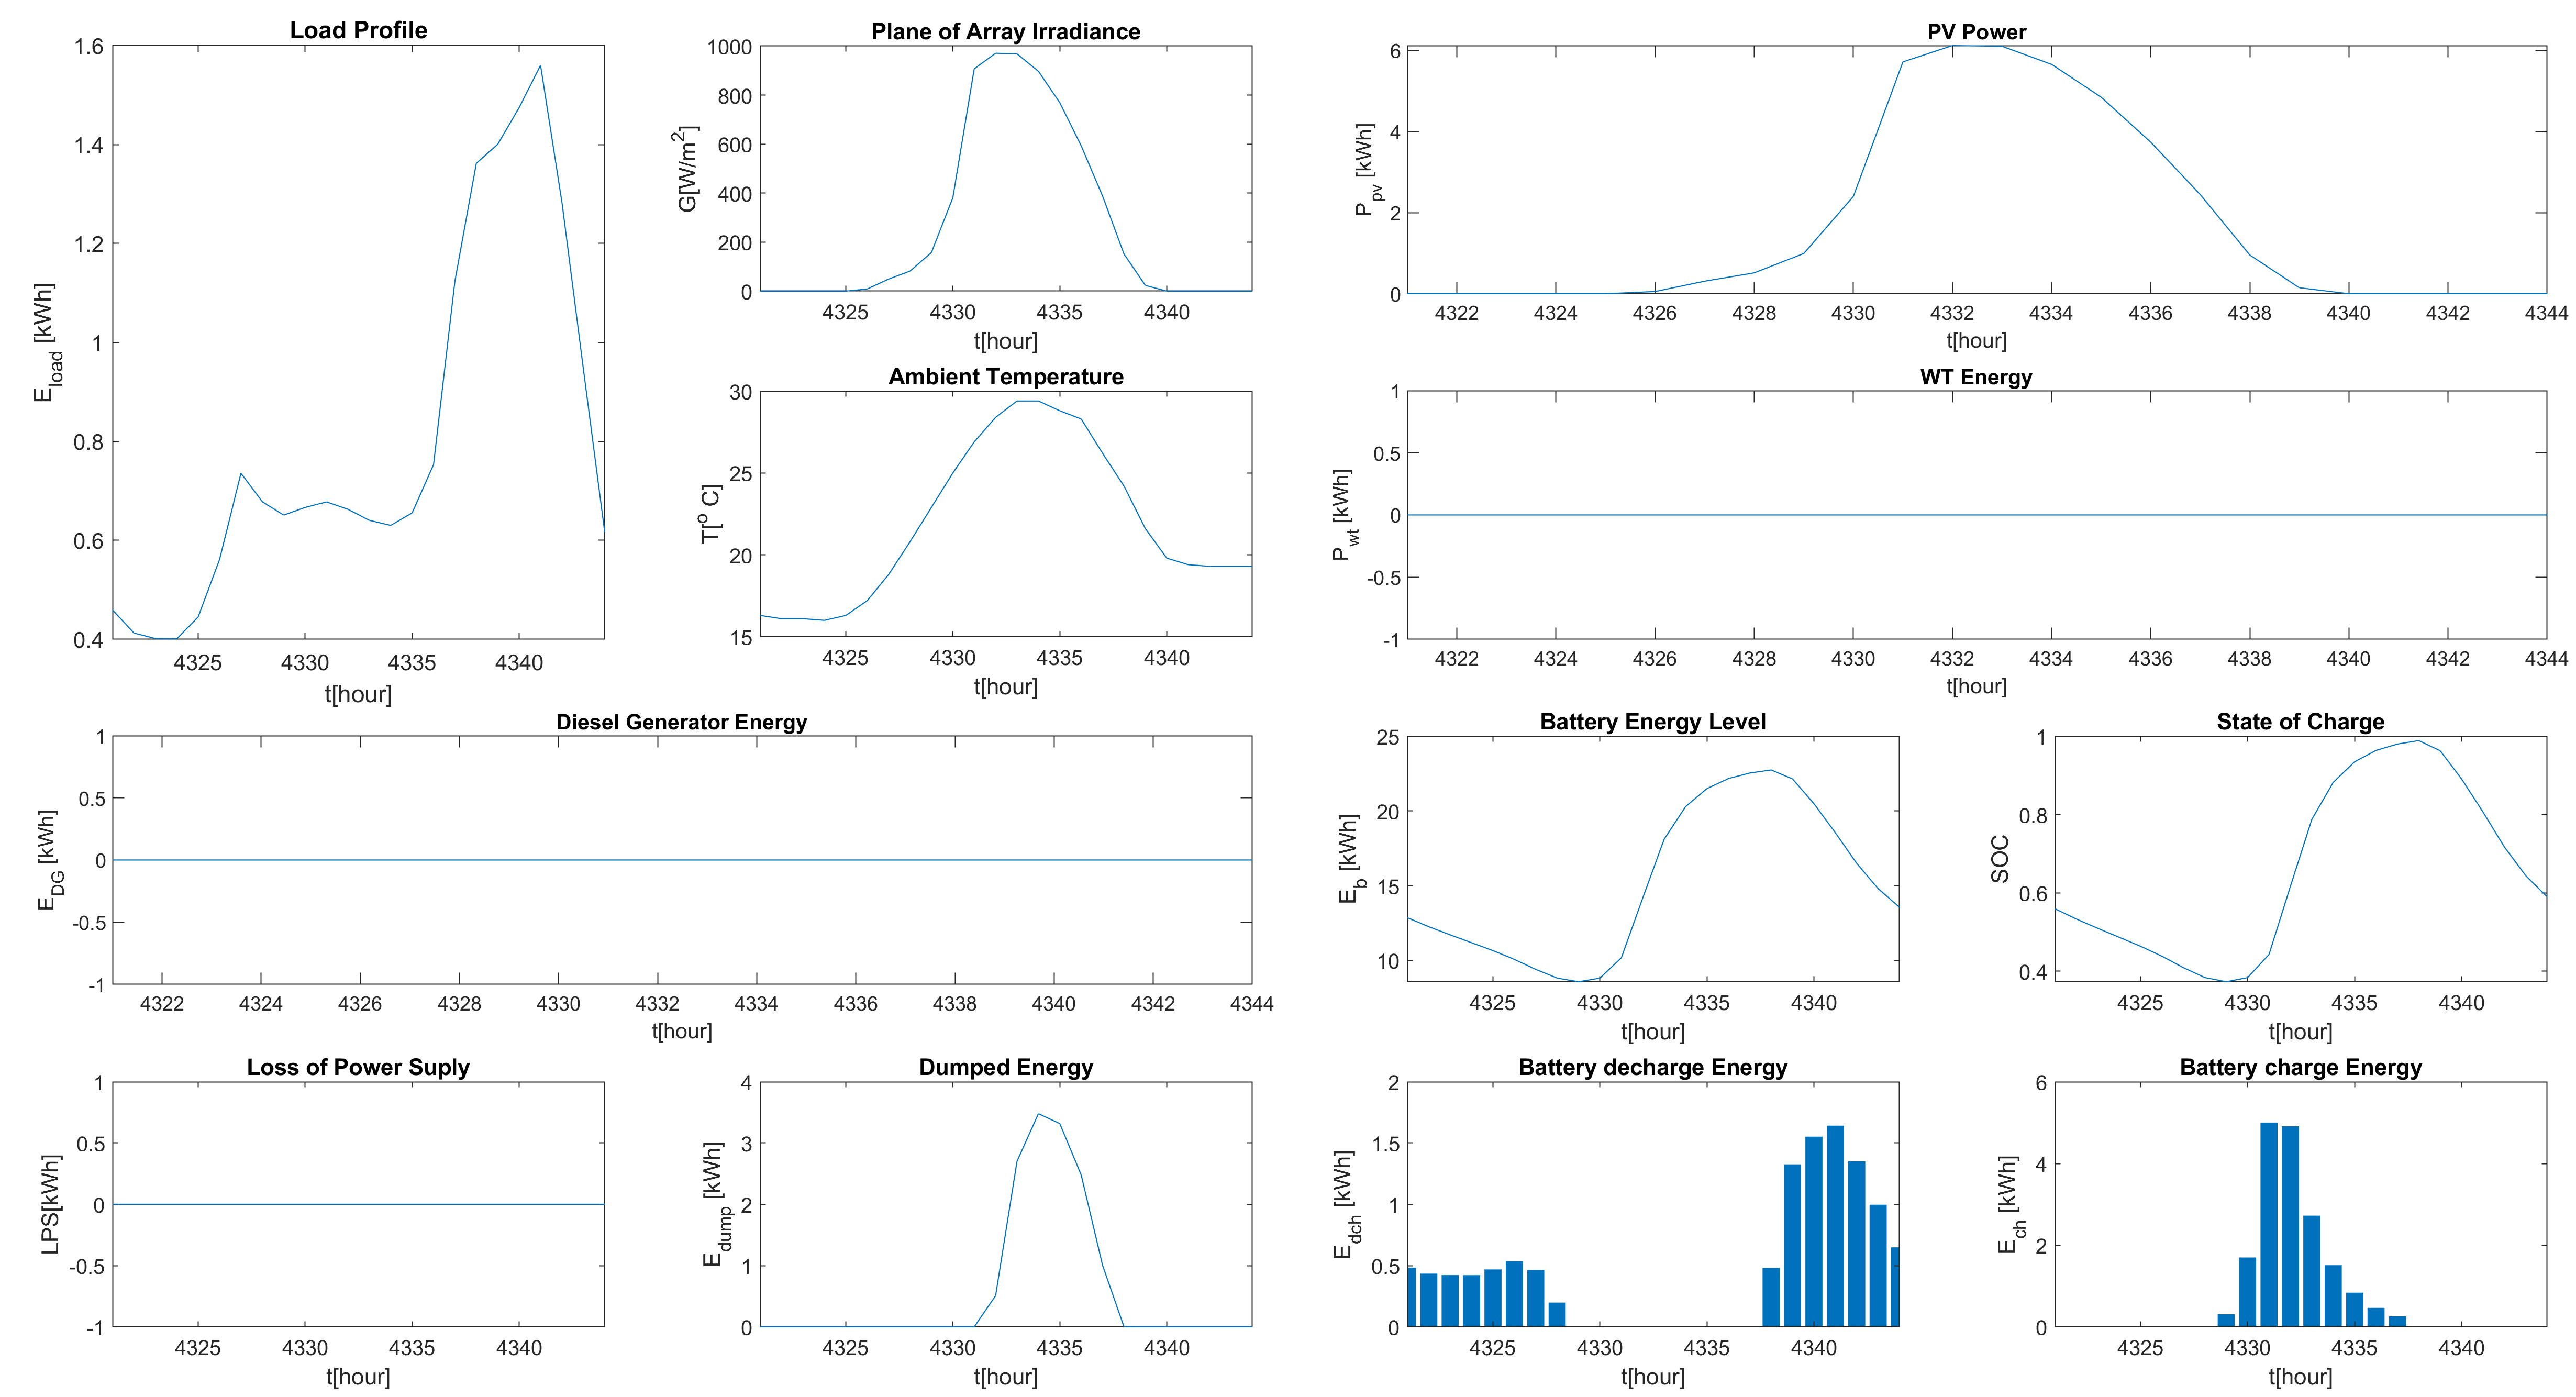 Load Profile
1.6
1.4
1.2
1
0.8
0.6
0.4
E_load [kWh]
4325 4330 4335 4340
t[hour]
Plane of Array Irradiance
1000
800
600
400
200
0
G[W/m²]
4325 4330 4335 4340
t[hour]
PV Power
6
4
2
0
P_pv [kWh]
4322 4324 4326 4328 4330 4332 4334 4336 4338 4340 4342 4344
t[hour]
Ambient Temperature
30
25
20
15
T[° C]
4325 4330 4335 4340
t[hour]
WT Energy
1
0.5
0
-0.5
-1
P_wt [kWh]
4322 4324 4326 4328 4330 4332 4334 4336 4338 4340 4342 4344
t[hour]
Diesel Generator Energy
1
0.5
0
-0.5
-1
E_DG [kWh]
4322 4324 4326 4328 4330 4332 4334 4336 4338 4340 4342 4344
t[hour]
Battery Energy Level
25
20
15
10
E_b [kWh]
4325 4330 4335 4340
t[hour]
State of Charge
1
0.8
0.6
0.4
SOC
4325 4330 4335 4340
t[hour]
Loss of Power Suply
1
0.5
0
-0.5
-1
LPS[kWh]
4325 4330 4335 4340
t[hour]
Dumped Energy
4
3
2
1
0
E_dump [kWh]
4325 4330 4335 4340
t[hour]
Battery decharge Energy
2
1.5
1
0.5
0
E_dch [kWh]
4325 4330 4335 4340
t[hour]
Battery charge Energy
6
4
2
0
E_ch [kWh]
4325 4330 4335 4340
t[hour]